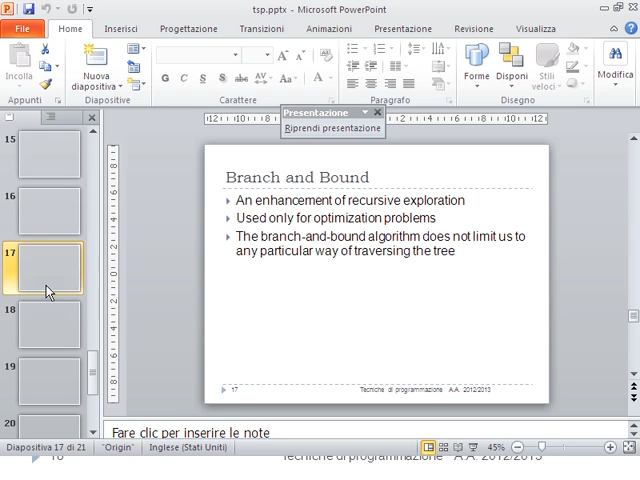 tsp.pptx - Microsoft PowerPoint
File Home Inserisci Progettazione Transizioni Animazioni Presentazione Revisione Visualizza
Incolla
Nuova diapositiva
G C S S abc AV Aa A
Forme Disponi Stili veloci Modifica
Appunti Diapositive Carattere Paragrafo Disegno
Presentazione
Riprendi presentazione
15
16
17
18
19
20
Branch and Bound
An enhancement of recursive exploration
Used only for optimization problems
The branch-and-bound algorithm does not limit us to
any particular way of traversing the tree
17 Tecniche di programmazione A.A. 2012/2013
Fare clic per inserire le note
Diapositiva 17 di 21 "Origin" Inglese (Stati Uniti) 45%
18 Tecniche di programmazione A.A. 2012/2013